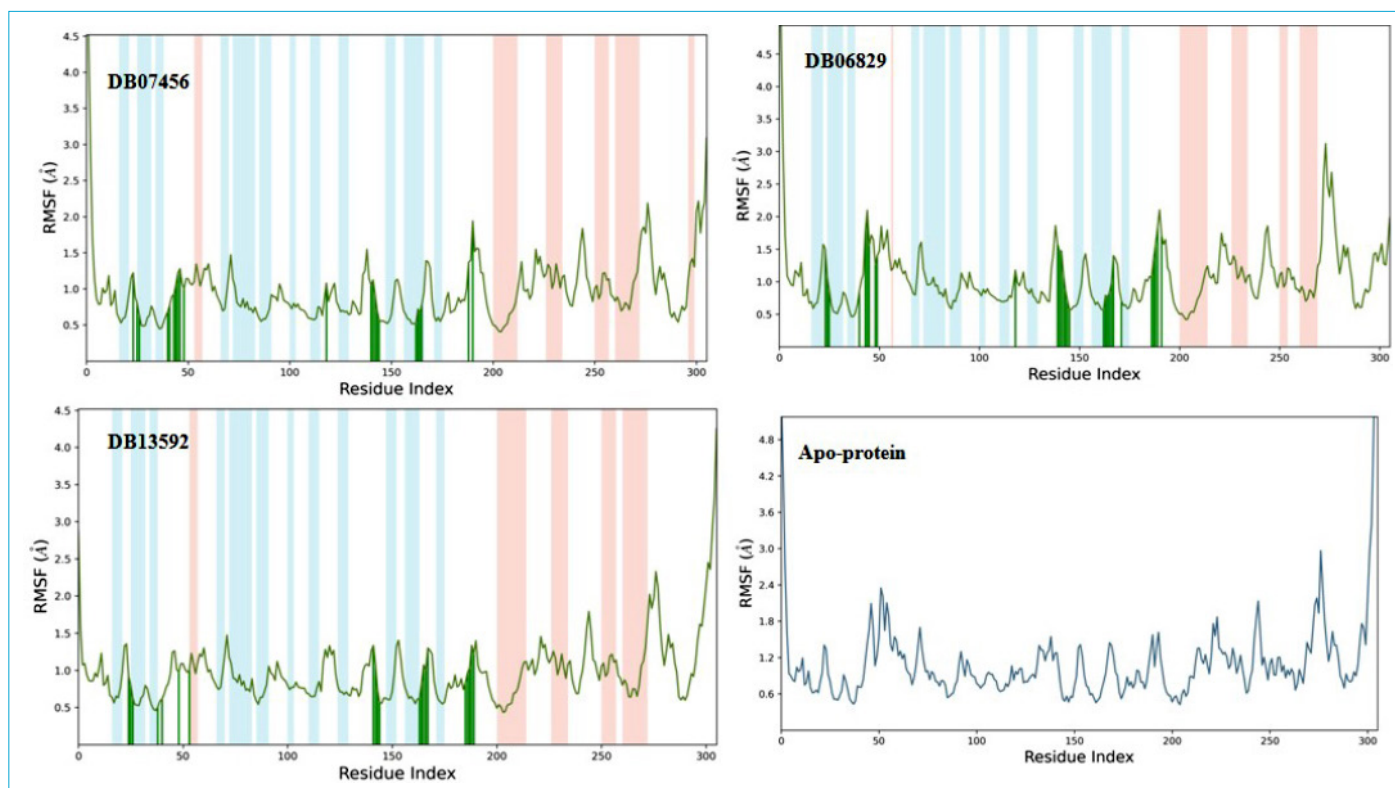 DB07456
RMSF (Å)
4.5
4.0
3.5
3.0
2.5
2.0
1.5
1.0
0.5
0 50 100 150 200 250 300
Residue Index
DB06829
RMSF (Å)
4.5
4.0
3.5
3.0
2.5
2.0
1.5
1.0
0.5
0 50 100 150 200 250 300
Residue Index
DB13592
RMSF (Å)
4.5
4.0
3.5
3.0
2.5
2.0
1.5
1.0
0.5
0 50 100 150 200 250 300
Residue Index
Apo-protein
RMSF (Å)
4.8
4.2
3.6
3.0
2.4
1.8
1.2
0.6
0 50 100 150 200 250 300
Residue Index